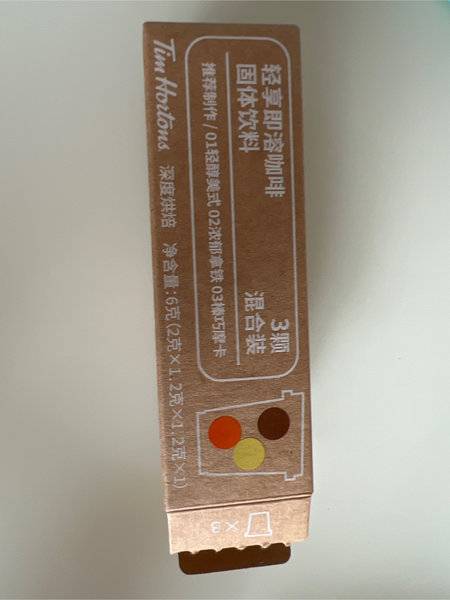 轻享即溶咖啡
固体饮料
3颗
混合装
推荐制作 / 01轻醇美式 02浓郁拿铁 03榛巧摩卡
Tim Hortons 深度烘焙 净含量:6克(2克×1.2克×1.2克×1)
×3